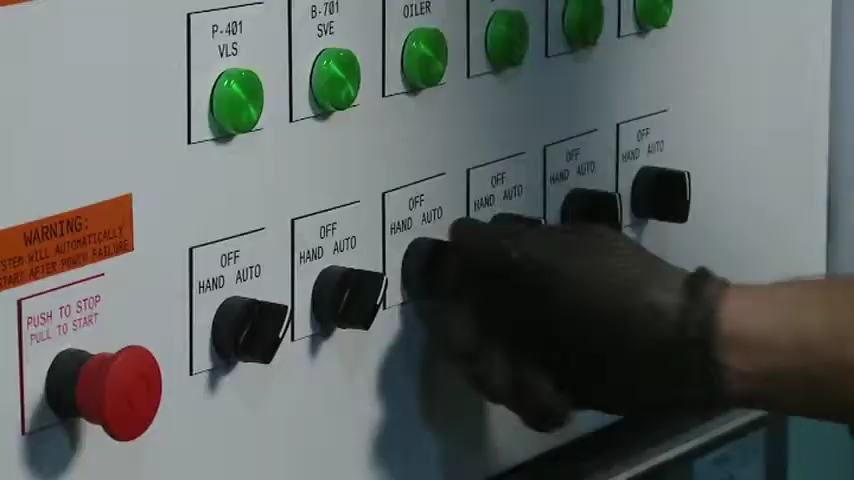 P-401
VLS
B-701
SVE
OILER
OFF
HAND AUTO
OFF
HAND AUTO
OFF
HAND AUTO
OFF
HAND AUTO
OFF
HAND AUTO
OFF
HAND AUTO
WARNING:
SYSTEM WILL AUTOMATICALLY
START AFTER POWER FAILURE
PUSH TO STOP
PULL TO START